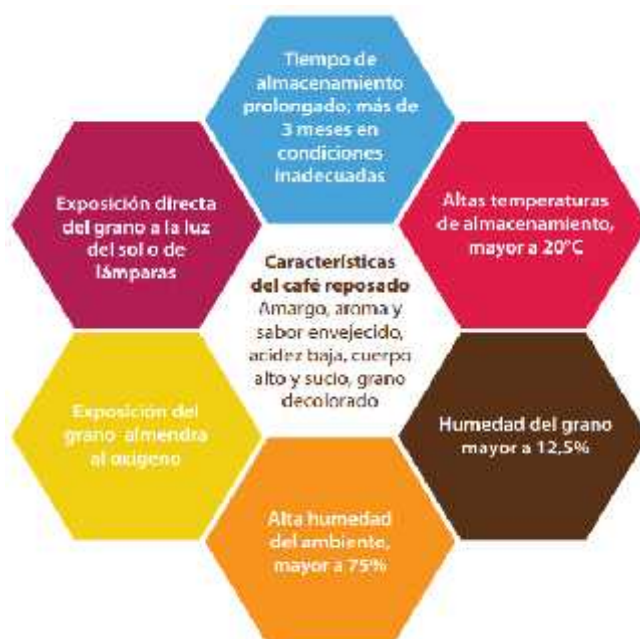 Tiempo de
almacenamiento
prolongado: más de
3 meses en
condiciones
inadecuadas
Exposición directa
del grano a la luz
del sol o de
lámparas
Altas temperaturas
de almacenamiento,
mayor a 20°C
Características
del café reposado
Amargo, aroma y
sabor envejecido,
acidez baja, cuerpo
alto y sucio, grano
decolorado
Exposición del
grano almendra
al oxígeno
Humedad del grano
mayor a 12,5%
Alta humedad
del ambiente,
mayor a 75%